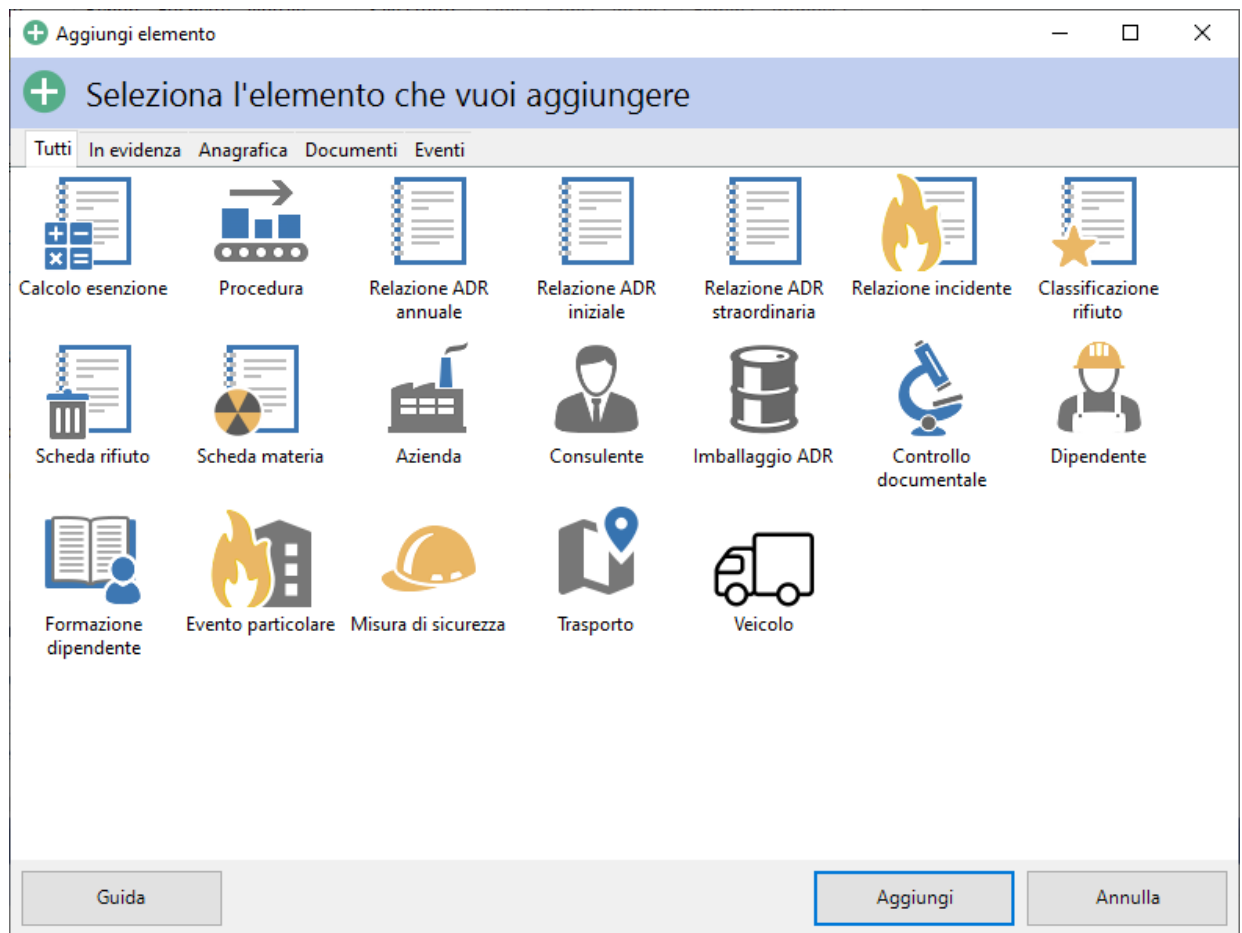 Aggiungi elemento
Seleziona l'elemento che vuoi aggiungere
Tutti In evidenza Anagrafica Documenti Eventi
Calcolo esenzione
Procedura
Relazione ADR
annuale
Relazione ADR
iniziale
Relazione ADR
straordinaria
Relazione incidente
Classificazione
rifiuto
Scheda rifiuto
Scheda materia
Azienda
Consulente
Imballaggio ADR
Controllo
documentale
Dipendente
Formazione
dipendente
Evento particolare
Misura di sicurezza
Trasporto
Veicolo
Guida
Aggiungi
Annulla